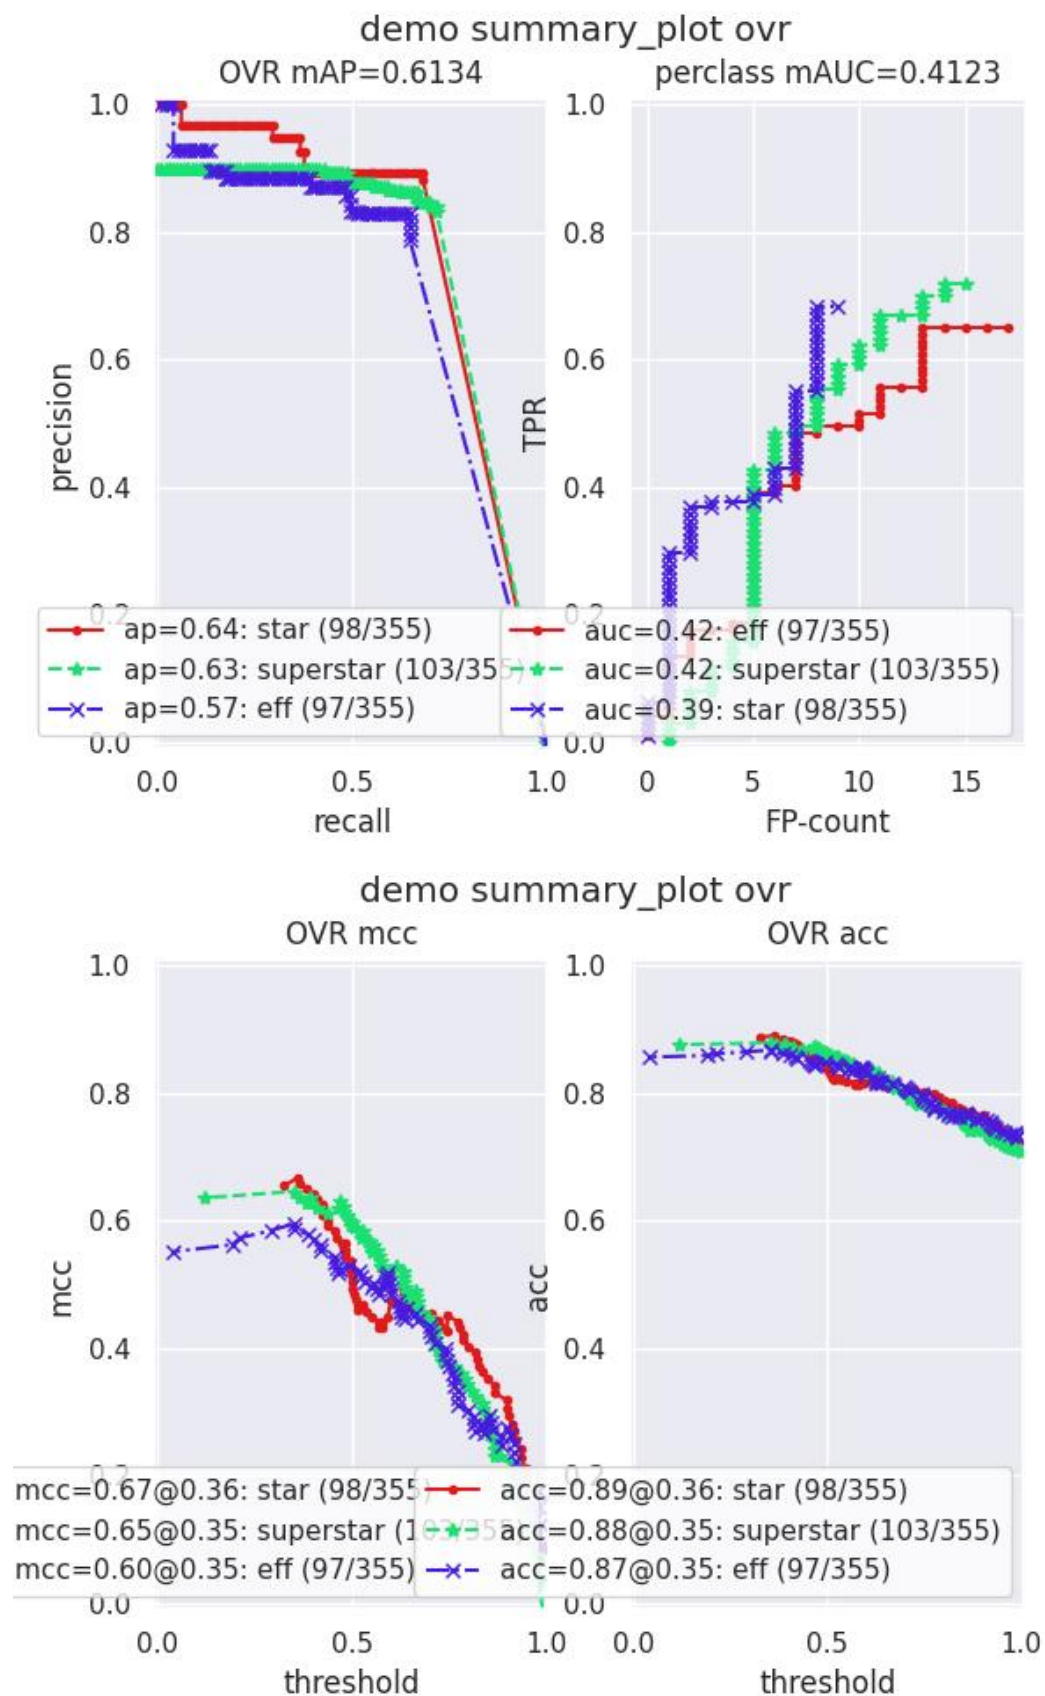 demo summary_plot ovr
OVR mAP=0.6134
perclass mAUC=0.4123
1.0
0.8
0.6
0.4
0.2
0.0
precision
1.0
0.8
0.6
0.4
0.2
0.0
TPR
ap=0.64: star (98/355)
ap=0.63: superstar (103/355)
ap=0.57: eff (97/355)
auc=0.42: eff (97/355)
auc=0.42: superstar (103/355)
auc=0.39: star (98/355)
0.0 0.5 1.0
recall
0 5 10 15
FP-count
demo summary_plot ovr
OVR mcc
OVR acc
1.0
0.8
0.6
0.4
0.2
0.0
mcc
1.0
0.8
0.6
0.4
0.2
0.0
acc
mcc=0.67@0.36: star (98/355)
mcc=0.65@0.35: superstar (103/355)
mcc=0.60@0.35: eff (97/355)
acc=0.89@0.36: star (98/355)
acc=0.88@0.35: superstar (103/355)
acc=0.87@0.35: eff (97/355)
0.0 0.5 1.0
threshold
0.0 0.5 1.0
threshold